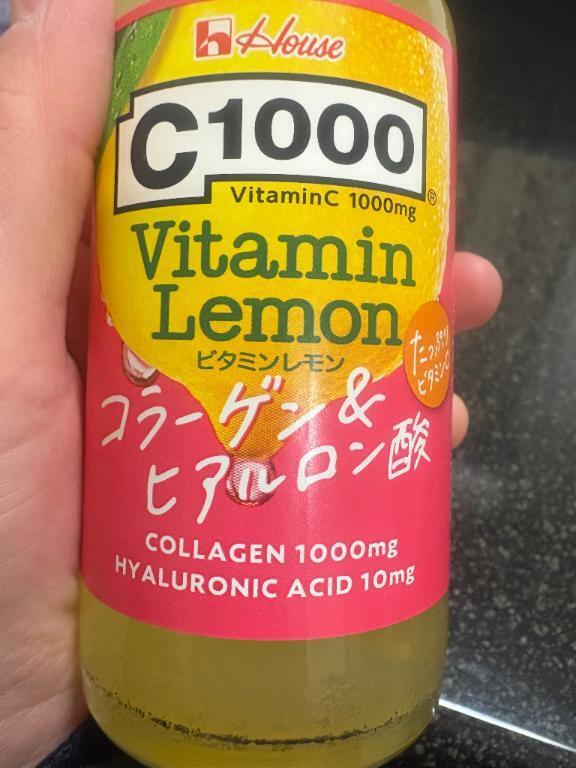 House
C1000
VitaminC 1000mg
Vitamin
Lemon
ビタミンレモン
たっぷり
ビタミンC
コラーゲン&
ヒアルロン酸
COLLAGEN 1000mg
HYALURONIC ACID 10mg